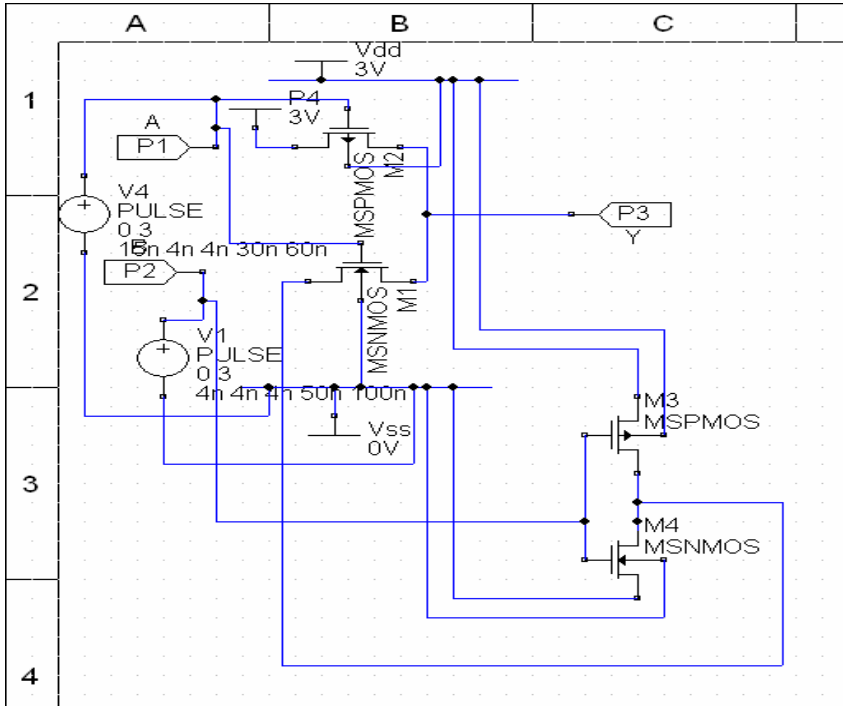 A B C
1
2
3
4
Vdd
3V
P4
3V
A
P1
M2
MSPMOS
V4
PULSE
0 3
15n 4n 4n 30n 60n
B
P2
P3
Y
M1
MSNMOS
V1
PULSE
0 3
4n 4n 4n 50n 100n
Vss
0V
M3
MSPMOS
M4
MSNMOS